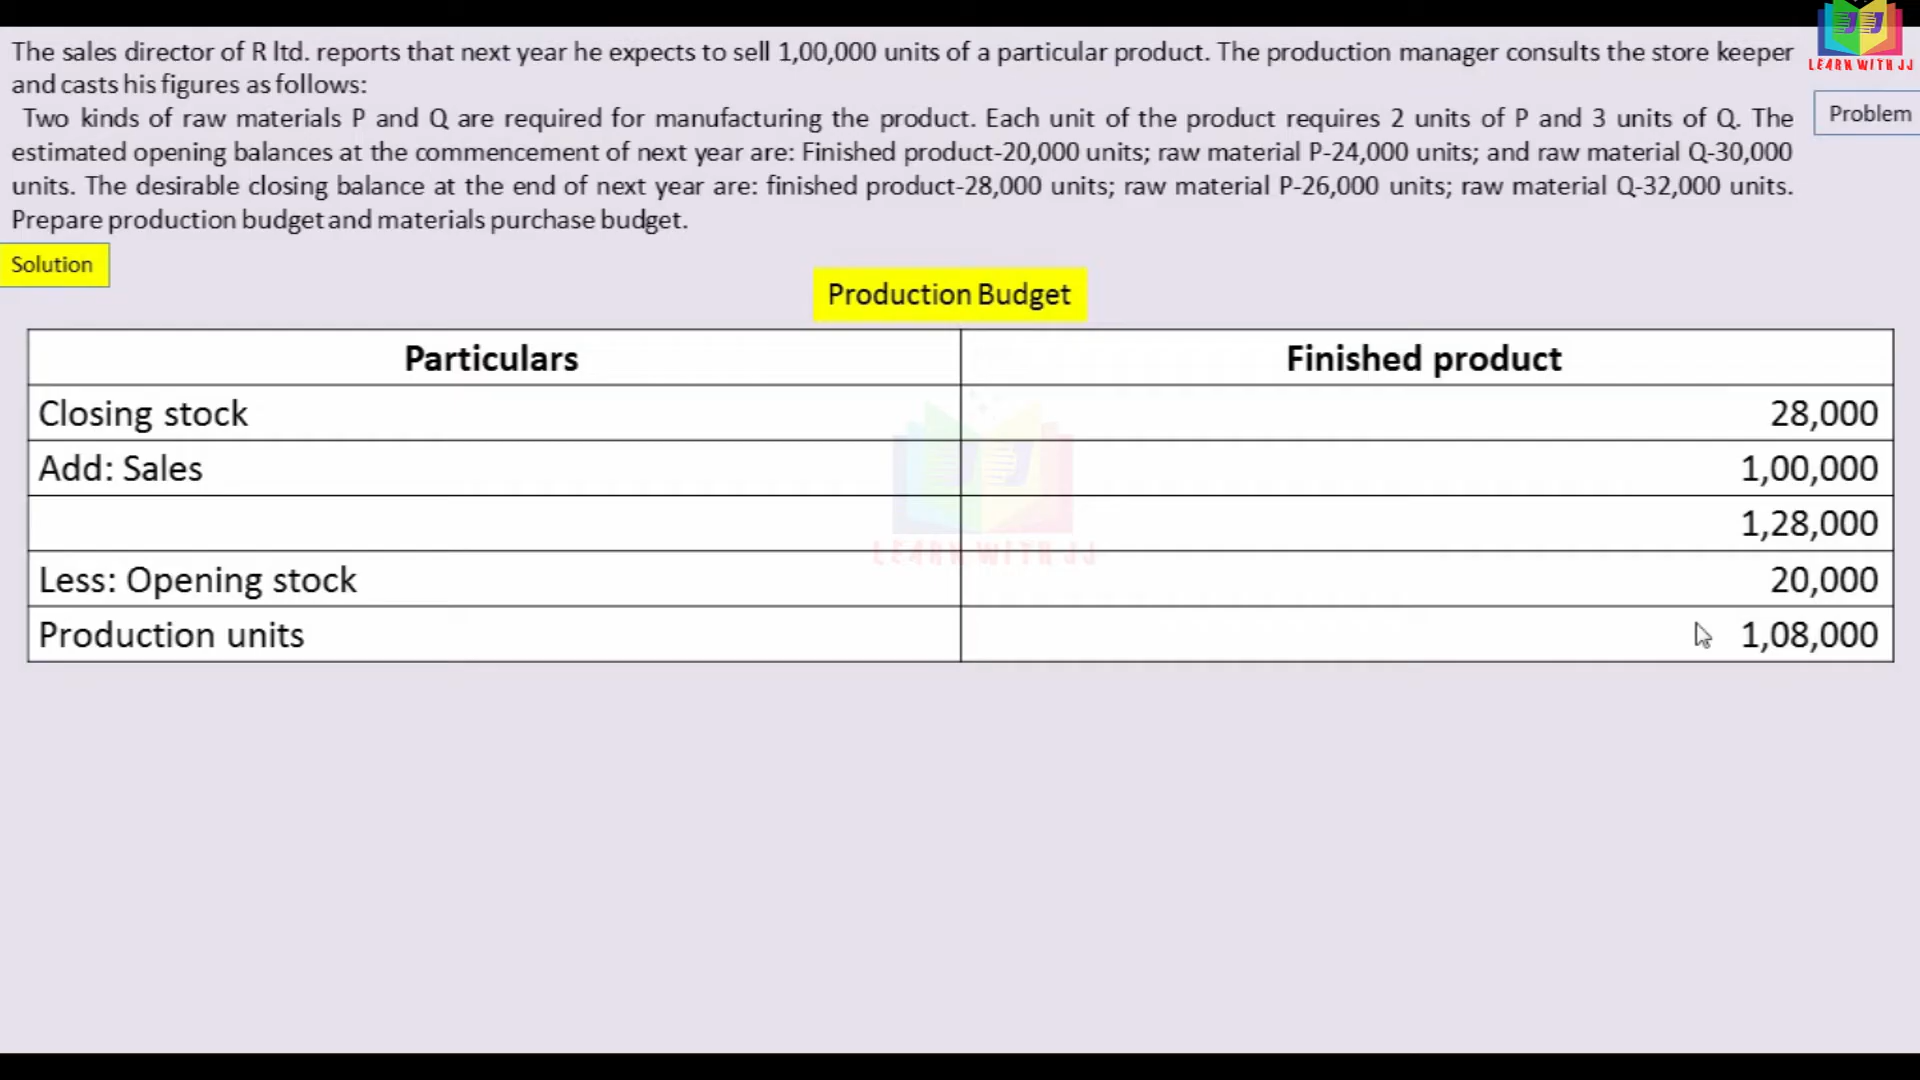 LEARN WITH JJ
The sales director of R ltd. reports that next year he expects to sell 1,00,000 units of a particular product. The production manager consults the store keeper
and casts his figures as follows:
Problem
Two kinds of raw materials P and Q are required for manufacturing the product. Each unit of the product requires 2 units of P and 3 units of Q. The
estimated opening balances at the commencement of next year are: Finished product-20,000 units; raw material P-24,000 units; and raw material Q-30,000
units. The desirable closing balance at the end of next year are: finished product-28,000 units; raw material P-26,000 units; raw material Q-32,000 units.
Prepare production budget and materials purchase budget.
Solution
Production Budget
Particulars Finished product
Closing stock 28,000
Add: Sales 1,00,000
1,28,000
LEARN WITH JJ
Less: Opening stock 20,000
Production units 1,08,000